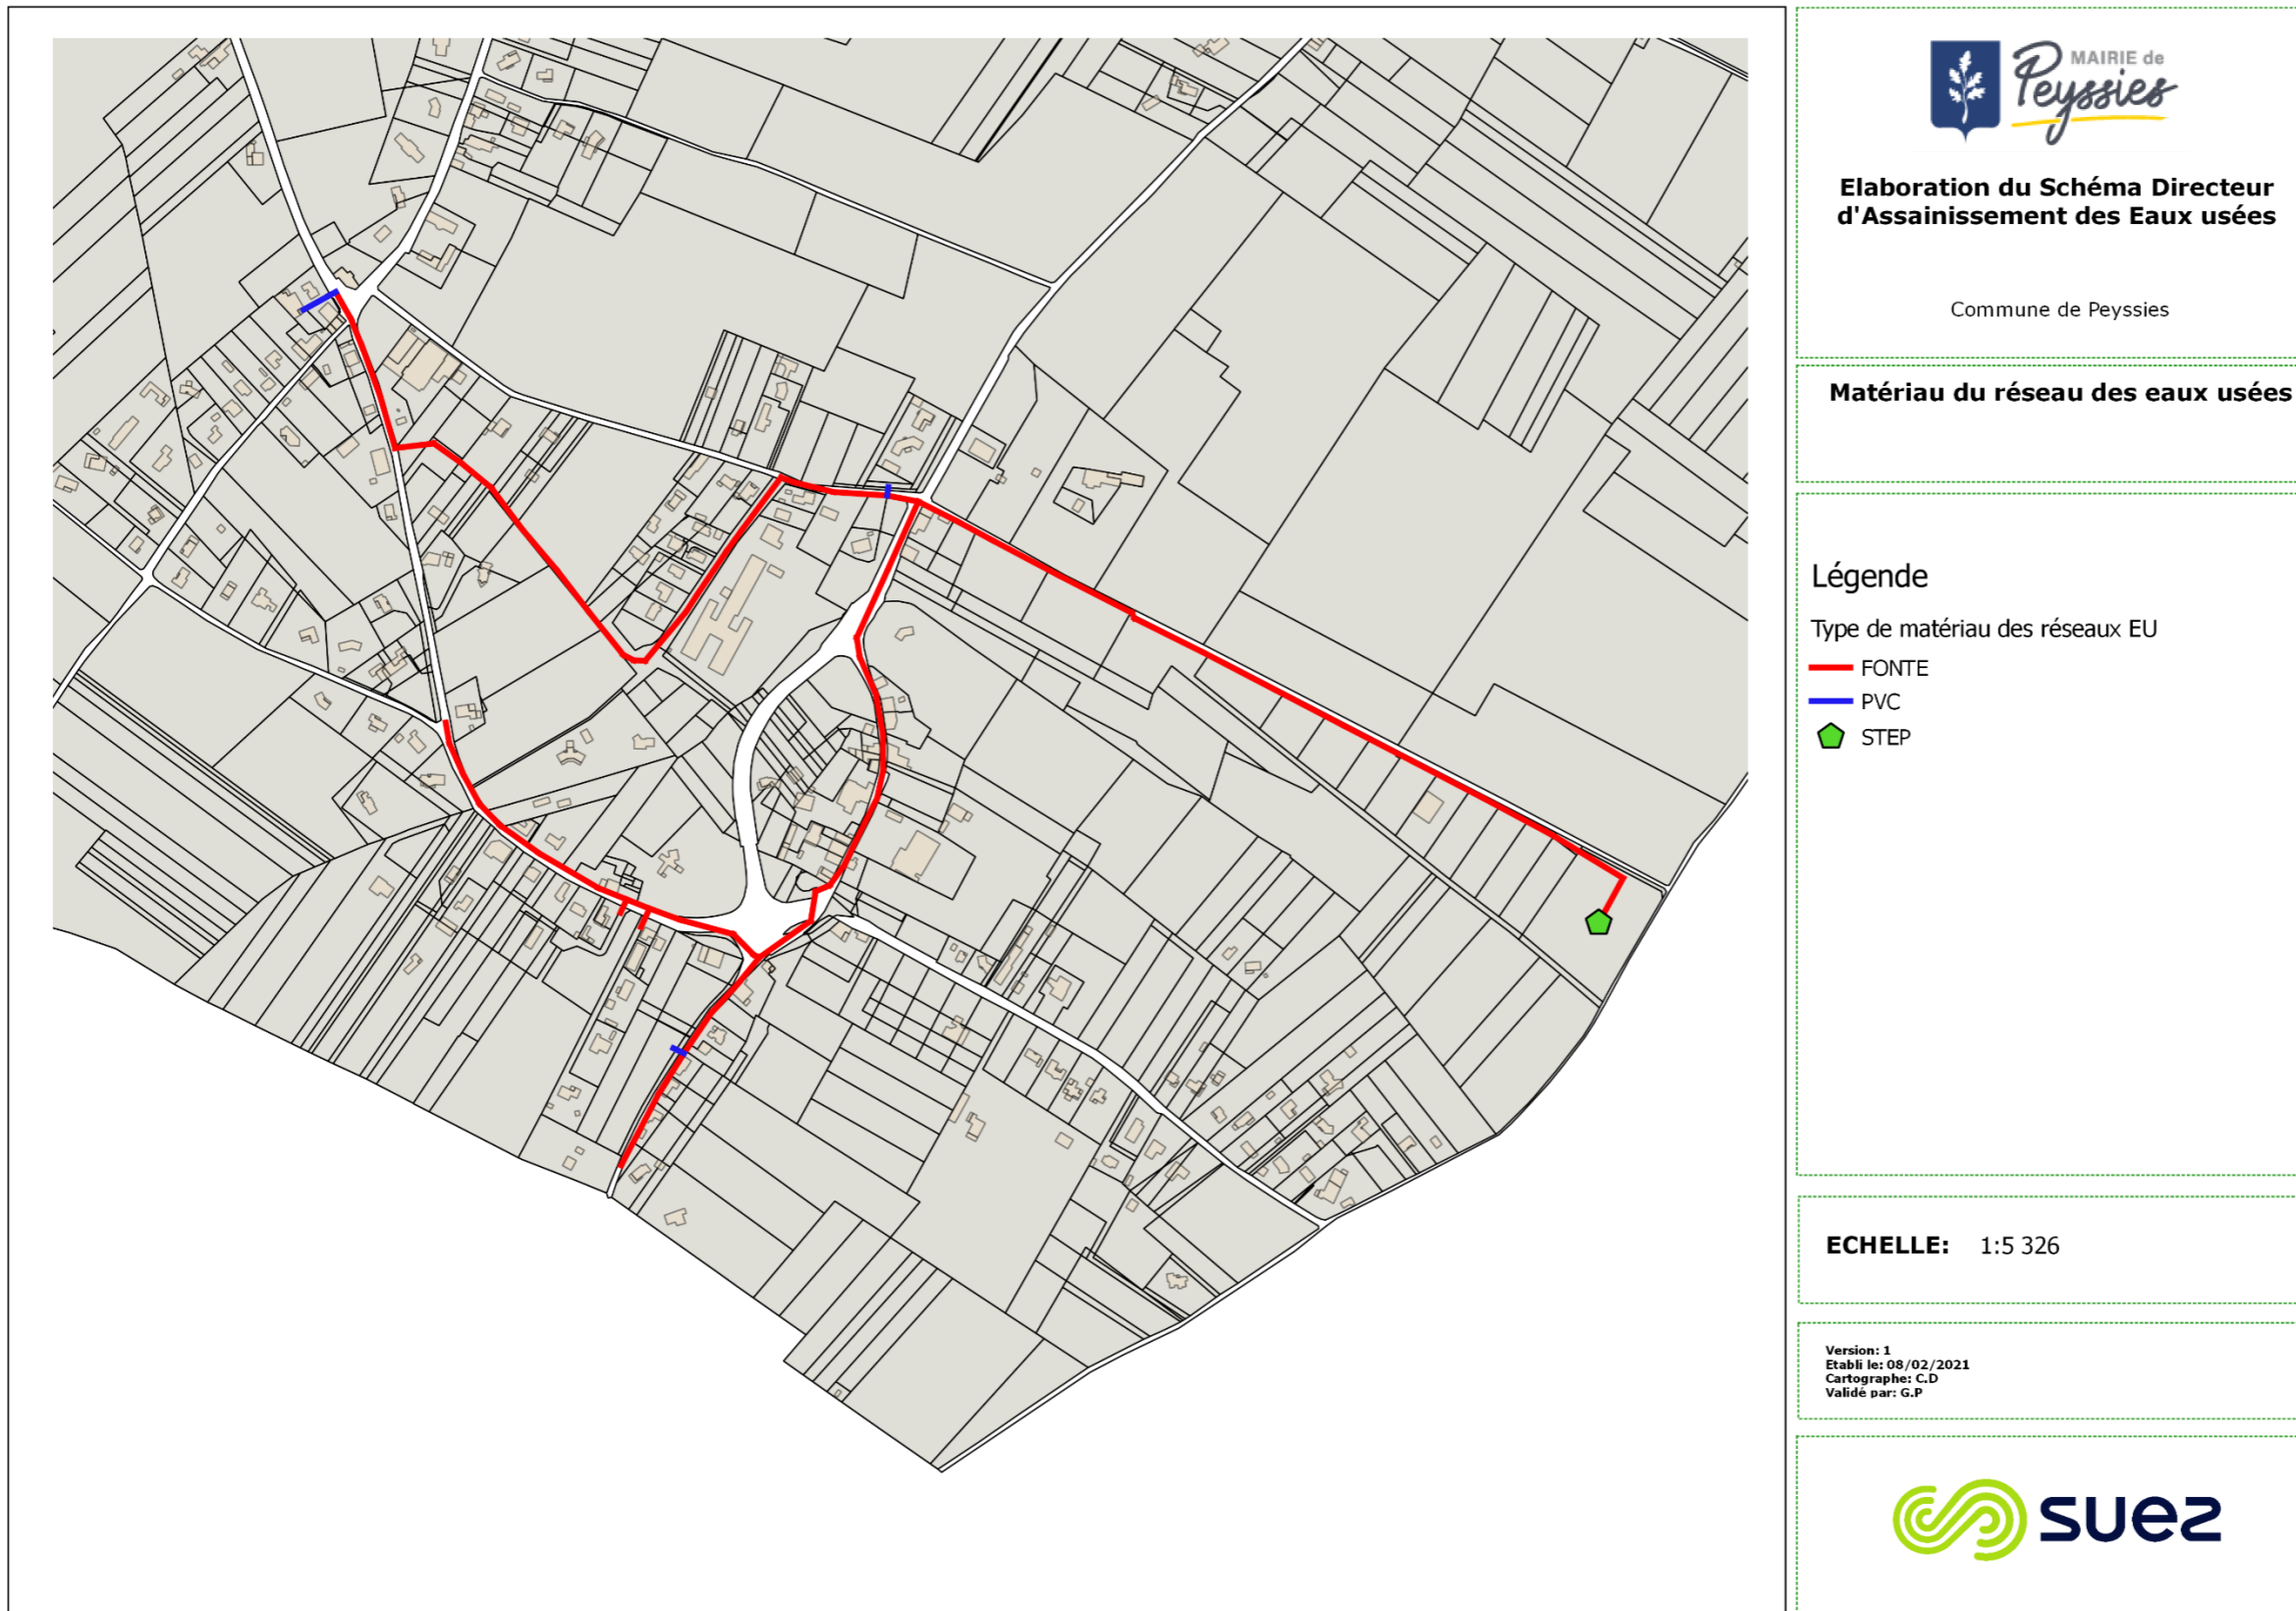 MAIRIE de
Peyssies
Elaboration du Schéma Directeur
d'Assainissement des Eaux usées
Commune de Peyssies
Matériau du réseau des eaux usées
Légende
Type de matériau des réseaux EU
FONTE
PVC
STEP
ECHELLE: 1:5 326
Version: 1
Etabli le: 08/02/2021
Cartographe: C.D
Validé par: G.P
suez